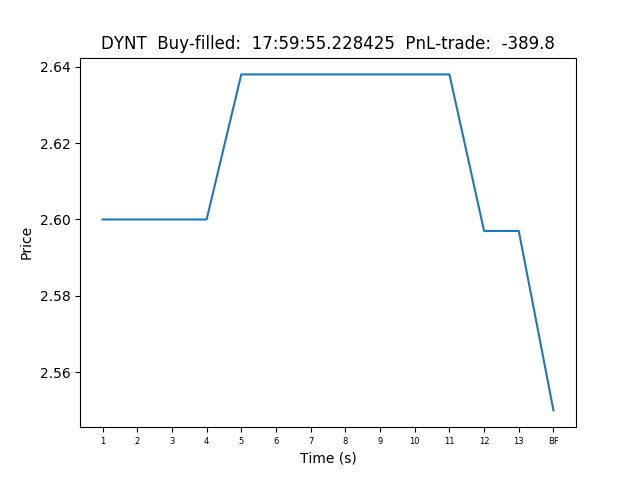 DYNT  Buy-filled:  17:59:55.228425  PnL-trade:  -389.8
2.64
2.62
2.60
2.58
2.56
Price
1 2 3 4 5 6 7 8 9 10 11 12 13 BF
Time (s)